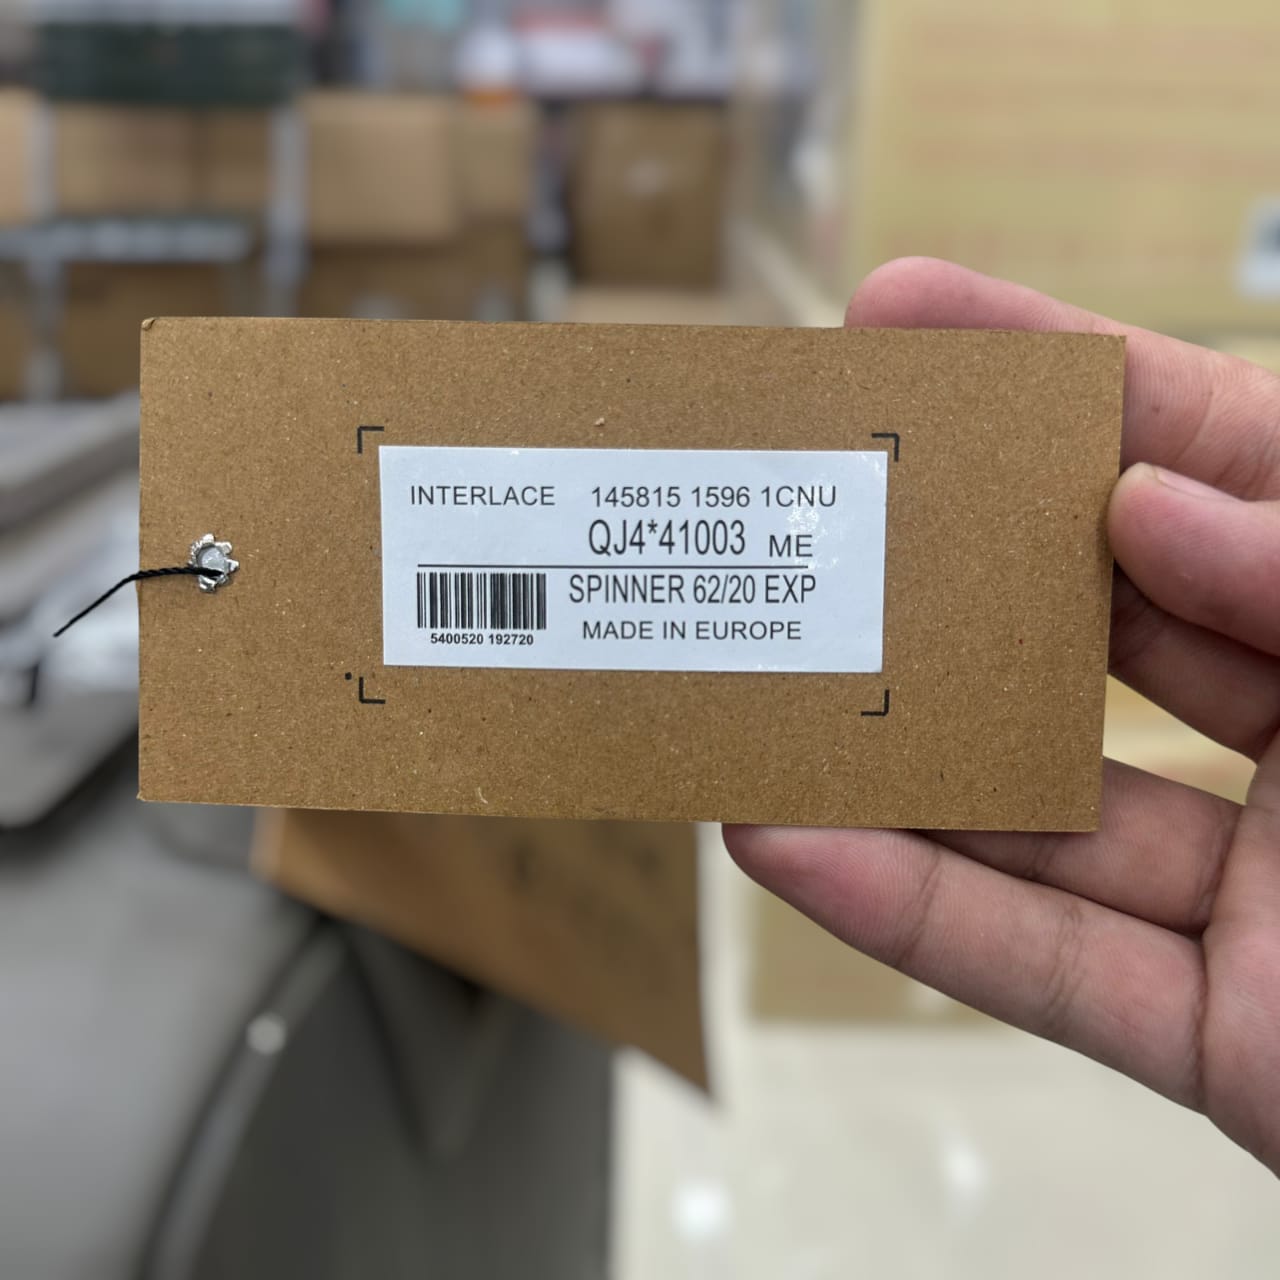 INTERLACE 145815 1596 1CNU
QJ4*41003 ME
SPINNER 62/20 EXP
5400520 192720
MADE IN EUROPE